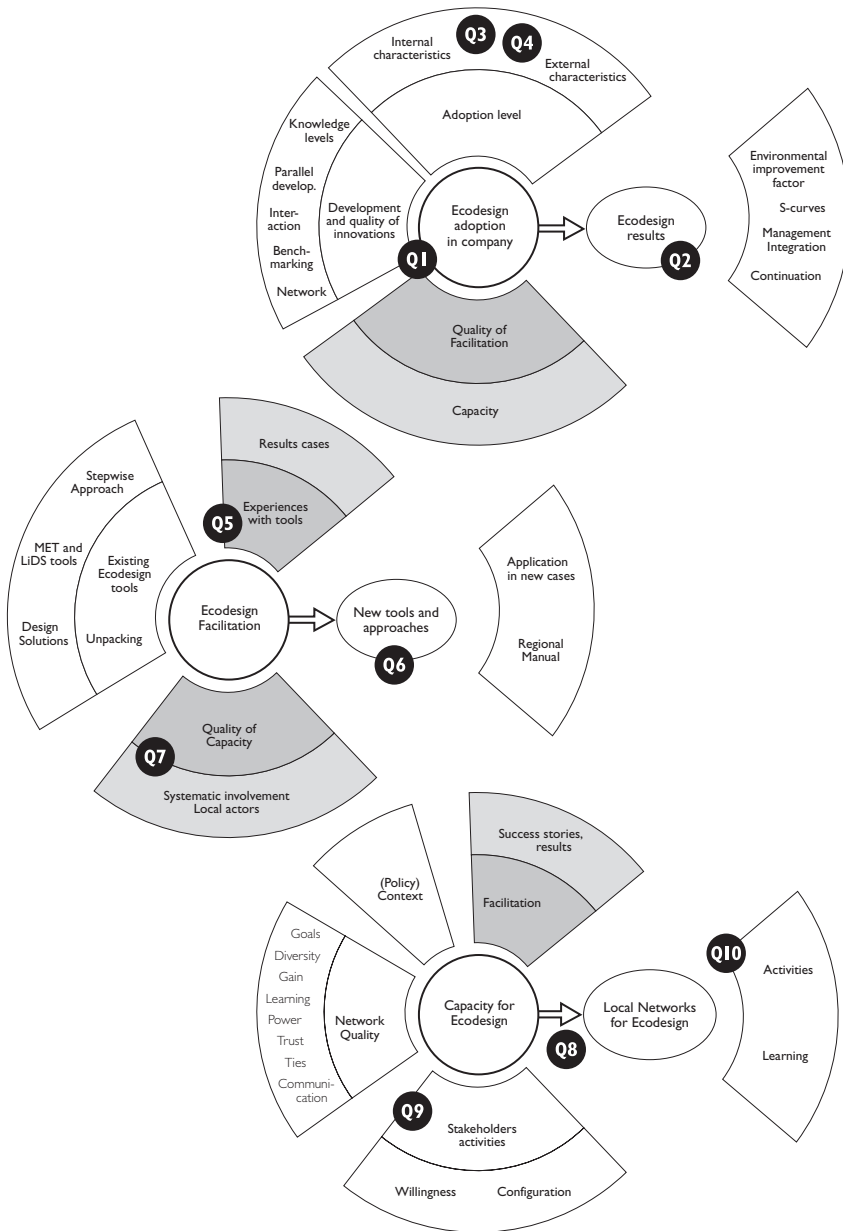 Internal
characteristics
Q3
Q4
External
characteristics
Adoption level
Knowledge
levels
Parallel
develop.
Inter-
action
Bench-
marking
Network
Development
and quality of
innovations
Q1
Ecodesign
adoption
in company
Ecodesign
results
Q2
Environmental
improvement
factor
S-curves
Management
Integration
Continuation
Quality of
Facilitation
Capacity
Results cases
Experiences
with tools
Q5
Stepwise
Approach
MET and
LiDS tools
Design
Solutions
Existing
Ecodesign
tools
Unpacking
Ecodesign
Facilitation
New tools and
approaches
Q6
Application
in new cases
Regional
Manual
Quality of
Capacity
Q7
Systematic involvement
Local actors
Success stories,
results
Facilitation
(Policy)
Context
Goals
Diversity
Gain
Learning
Power
Trust
Ties
Communi-
cation
Network
Quality
Capacity for
Ecodesign
Q8
Local Networks
for Ecodesign
Q10
Activities
Learning
Q9
Stakeholders
activities
Willingness
Configuration